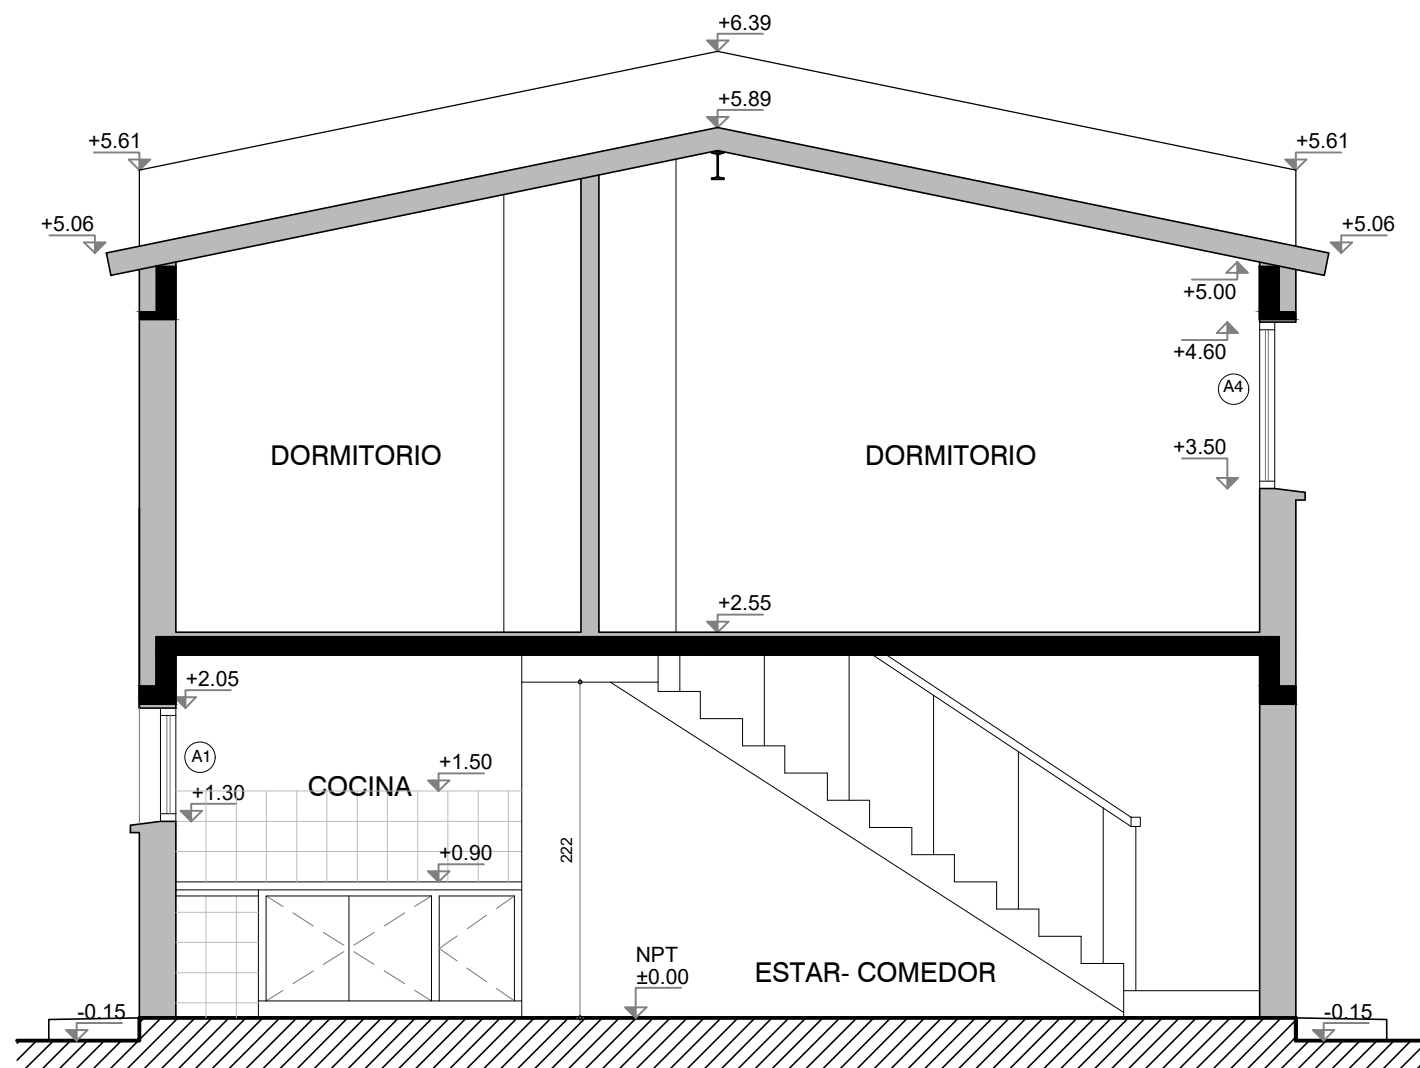 +6.39
+5.89
+5.61
+5.61
+5.06
+5.06
+5.00
+4.60
A4
DORMITORIO
DORMITORIO
+3.50
+2.55
+2.05
A1
+1.50
COCINA
+1.30
222
+0.90
NPT
±0.00
ESTAR- COMEDOR
-0.15
-0.15